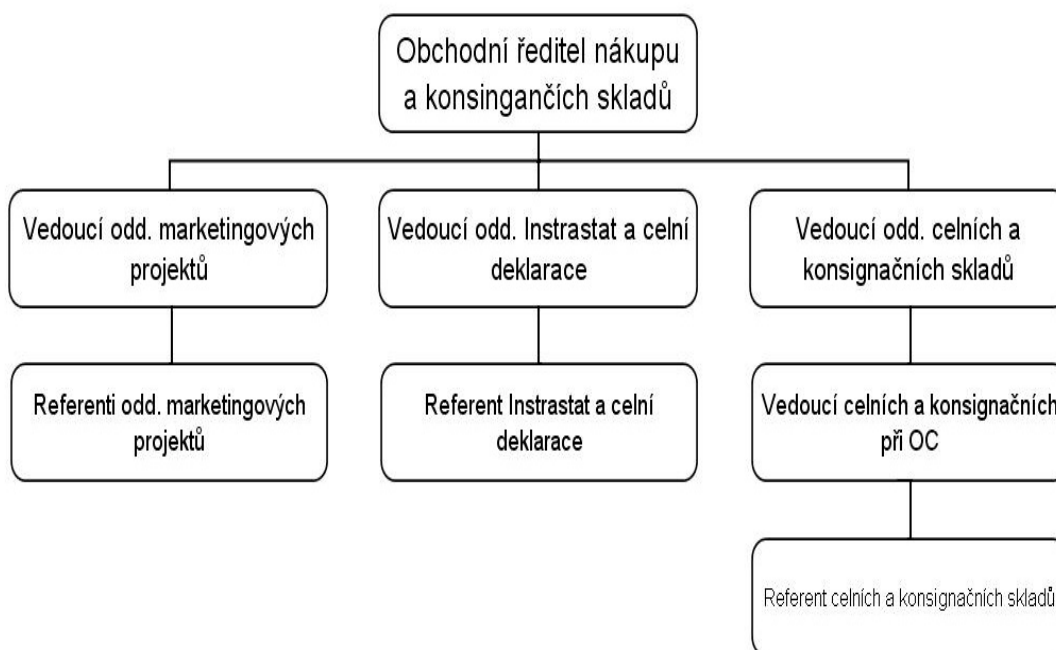 Obchodní ředitel nákupu
a konsingančích skladů
Vedoucí odd. marketingových
projektů
Vedoucí odd. Instrastat a celní
deklarace
Vedoucí odd. celních a
konsignačních skladů
Referenti odd. marketingových
projektů
Referent Instrastat a celní
deklarace
Vedoucí celních a konsignačních
při OC
Referent celních a konsignačních skladů